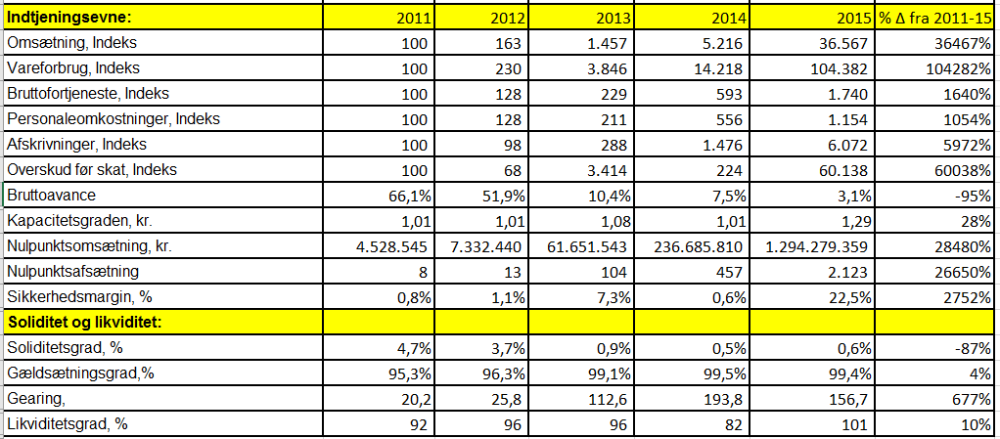 Indtjeningsevne: 2011 2012 2013 2014 2015 % Δ fra 2011-15
Omsætning, Indeks 100 163 1.457 5.216 36.567 36467%
Vareforbrug, Indeks 100 230 3.846 14.218 104.382 104282%
Bruttofortjeneste, Indeks 100 128 229 593 1.740 1640%
Personaleomkostninger, Indeks 100 128 211 556 1.154 1054%
Afskrivninger, Indeks 100 98 288 1.476 6.072 5972%
Overskud før skat, Indeks 100 68 3.414 224 60.138 60038%
Bruttoavance 66,1% 51,9% 10,4% 7,5% 3,1% -95%
Kapacitetsgraden, kr. 1,01 1,01 1,08 1,01 1,29 28%
Nulpunktsomsætning, kr. 4.528.545 7.332.440 61.651.543 236.685.810 1.294.279.359 28480%
Nulpunktsafsætning 8 13 104 457 2.123 26650%
Sikkerhedsmargin, % 0,8% 1,1% 7,3% 0,6% 22,5% 2752%
Soliditet og likviditet:
Soliditetsgrad, % 4,7% 3,7% 0,9% 0,5% 0,6% -87%
Gældsætningsgrad,% 95,3% 96,3% 99,1% 99,5% 99,4% 4%
Gearing, 20,2 25,8 112,6 193,8 156,7 677%
Likviditetsgrad, % 92 96 96 82 101 10%